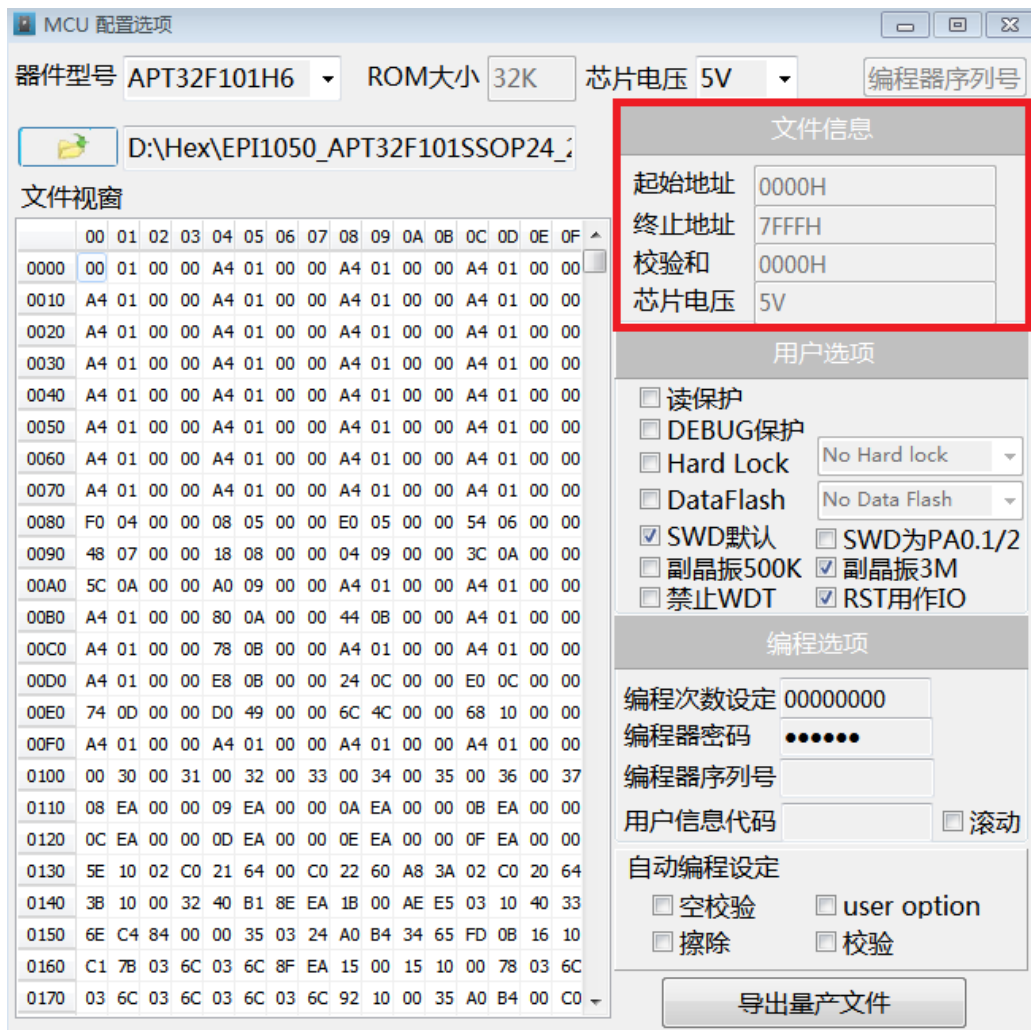 MCU 配置选项
器件型号 APT32F101H6 ROM大小 32K 芯片电压 5V 编程器序列号
D:\Hex\EPI1050_APT32F101SSOP24_2
文件视窗
00 01 02 03 04 05 06 07 08 09 0A 0B 0C 0D 0E 0F
0000 00 01 00 00 A4 01 00 00 A4 01 00 00 A4 01 00 00
0010 A4 01 00 00 A4 01 00 00 A4 01 00 00 A4 01 00 00
0020 A4 01 00 00 A4 01 00 00 A4 01 00 00 A4 01 00 00
0030 A4 01 00 00 A4 01 00 00 A4 01 00 00 A4 01 00 00
0040 A4 01 00 00 A4 01 00 00 A4 01 00 00 A4 01 00 00
0050 A4 01 00 00 A4 01 00 00 A4 01 00 00 A4 01 00 00
0060 A4 01 00 00 A4 01 00 00 A4 01 00 00 A4 01 00 00
0070 A4 01 00 00 A4 01 00 00 A4 01 00 00 A4 01 00 00
0080 F0 04 00 00 08 05 00 00 E0 05 00 00 54 06 00 00
0090 48 07 00 00 18 08 00 00 04 09 00 00 3C 0A 00 00
00A0 5C 0A 00 00 A0 09 00 00 A4 01 00 00 A4 01 00 00
00B0 A4 01 00 00 80 0A 00 00 44 0B 00 00 A4 01 00 00
00C0 A4 01 00 00 78 0B 00 00 A4 01 00 00 A4 01 00 00
00D0 A4 01 00 00 E8 0B 00 00 24 0C 00 00 E0 0C 00 00
00E0 74 0D 00 00 D0 49 00 00 6C 4C 00 00 68 10 00 00
00F0 A4 01 00 00 A4 01 00 00 A4 01 00 00 A4 01 00 00
0100 00 30 00 31 00 32 00 33 00 34 00 35 00 36 00 37
0110 08 EA 00 00 09 EA 00 00 0A EA 00 00 0B EA 00 00
0120 0C EA 00 00 0D EA 00 00 0E EA 00 00 0F EA 00 00
0130 5E 10 02 C0 21 64 00 C0 22 60 A8 3A 02 C0 20 64
0140 3B 10 00 32 40 B1 8E EA 1B 00 AE E5 03 10 40 33
0150 6E C4 84 00 00 35 03 24 A0 B4 34 65 FD 0B 16 10
0160 C1 7B 03 6C 03 6C 8F EA 15 00 15 10 00 78 03 6C
0170 03 6C 03 6C 03 6C 03 6C 92 10 00 35 A0 B4 00 C0
文件信息
起始地址 0000H
终止地址 7FFFH
校验和 0000H
芯片电压 5V
用户选项
读保护
DEBUG保护
Hard Lock No Hard lock
DataFlash No Data Flash
SWD默认 SWD为PA0.1/2
副晶振500K 副晶振3M
禁止WDT RST用作IO
编程选项
编程次数设定 00000000
编程器密码 ●●●●●●
编程器序列号
用户信息代码 滚动
自动编程设定
空校验 user option
擦除 校验
导出量产文件